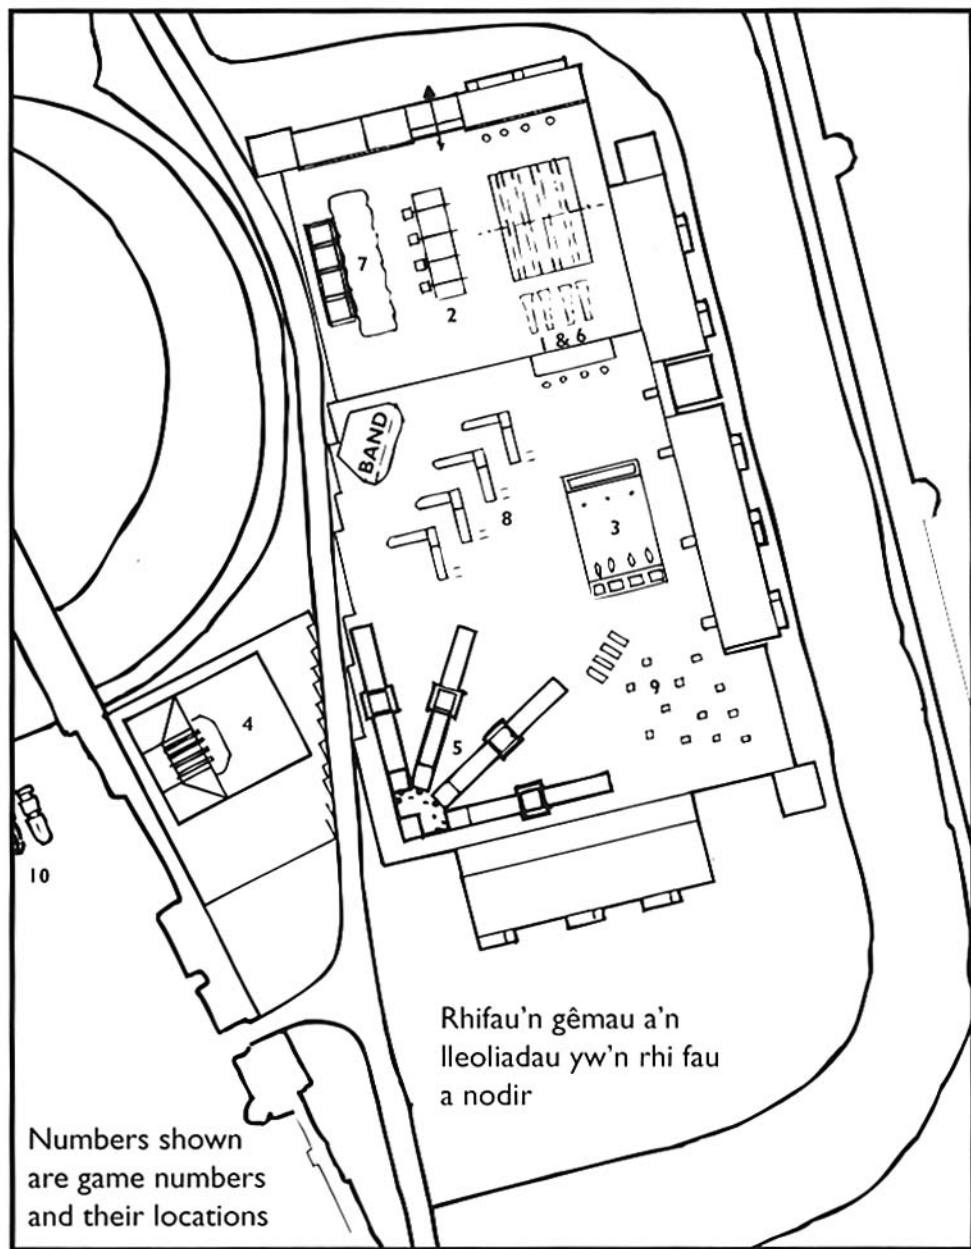 7
2
1 & 6
BAND
8
3
9
4
5
10
Rhifau'n gêmau a'n
lleoliadau yw'n rhi fau
a nodir
Numbers shown
are game numbers
and their locations